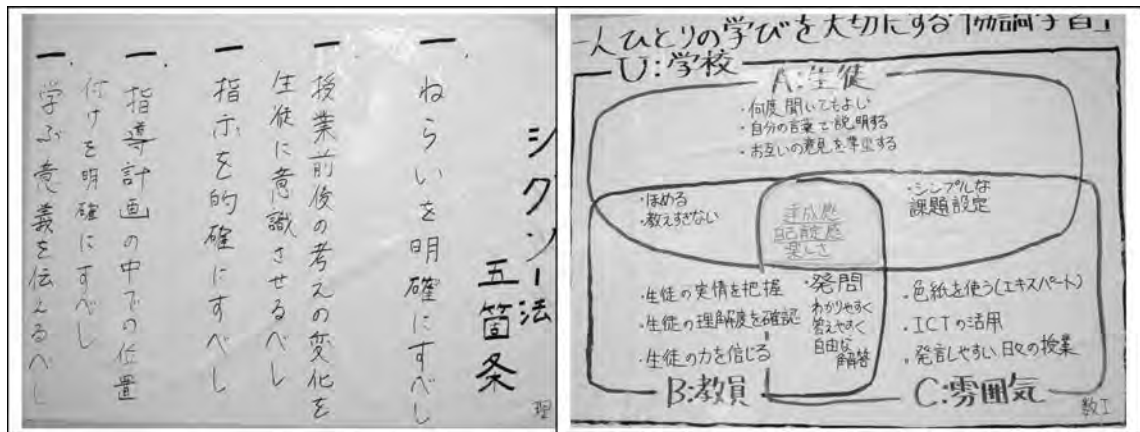 ジグソー法
五箇条
一、ねらいを明確にすべし
一、授業前後の考えの変化を
生徒に意識させるべし
一、指示を的確にすべし
一、指導計画の中での位置
付けを明確にすべし
一、学ぶ意義を伝えるべし
理
一人ひとりの学びを大切にする「協調学習」
U:学校
A:生徒
・何度聞いてもよい
・自分の言葉で説明する
・お互いの意見を尊重する
・ほめる
・教えすぎない
・シンプルな
課題設定
達成感
自己肯定感
楽しさ
・生徒の実情を把握
・生徒の理解度を確認
・生徒の力を信じる
・発問
わかりやすく
答えやすく
自由な
解答
・色紙を使う(エキスパート)
・ICTの活用
・発言しやすい日々の授業
B:教員
C:雰囲気
数工